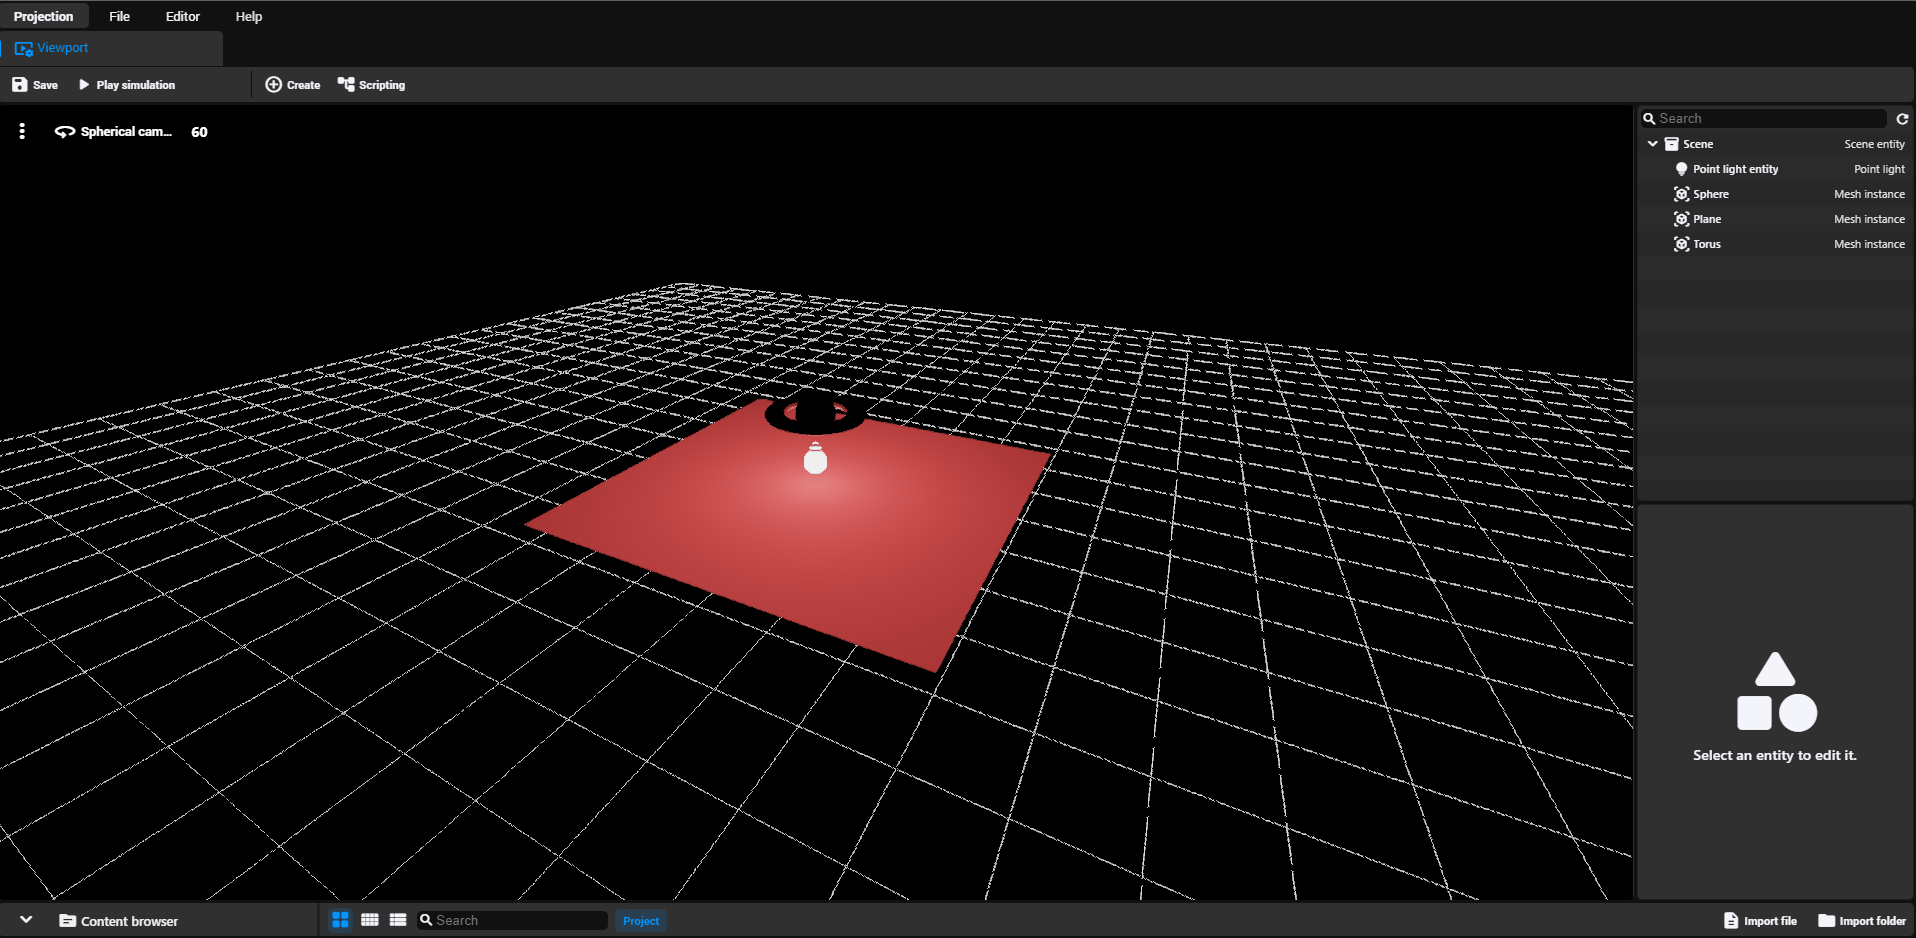 Projection File Editor Help
Viewport
Save Play simulation Create Scripting
Spherical cam... 60
Search
Scene Scene entity
Point light entity Point light
Sphere Mesh instance
Plane Mesh instance
Torus Mesh instance
Select an entity to edit it.
Content browser Search Project Import file Import folder